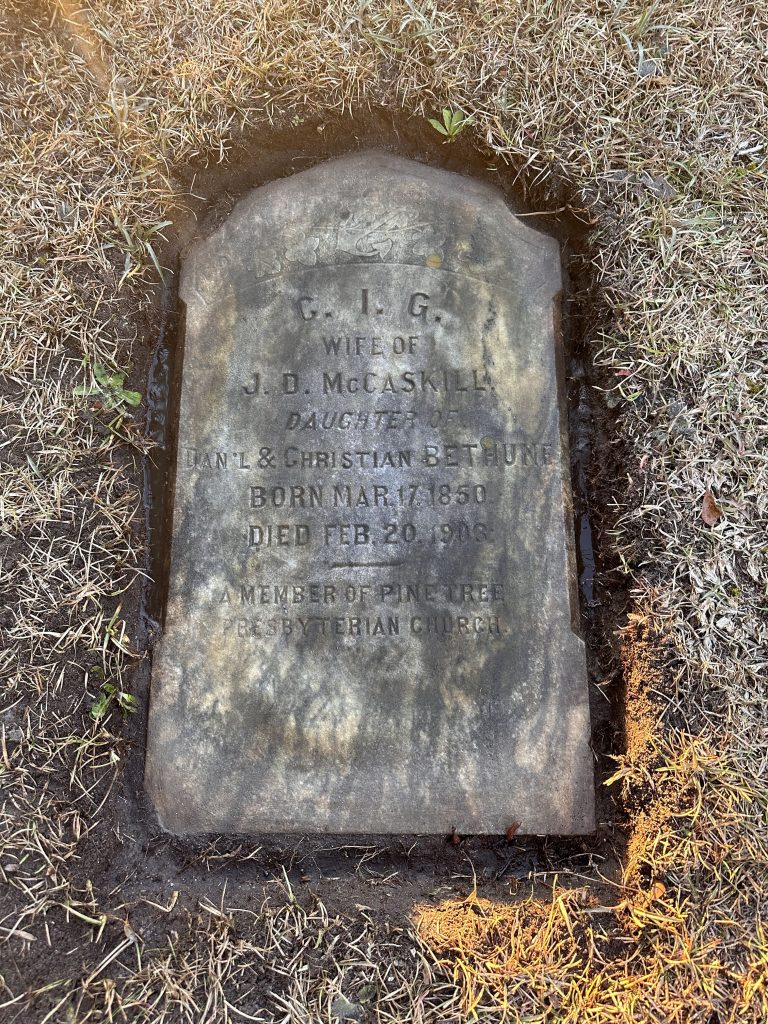 C. I. G.
WIFE OF
J. D. McCASKILL.
DAUGHTER OF
DAN'L & CHRISTIAN BETHUNE
BORN MAR. 17. 1850.
DIED FEB. 20. 1908.
A MEMBER OF PINE TREE
PRESBYTERIAN CHURCH.